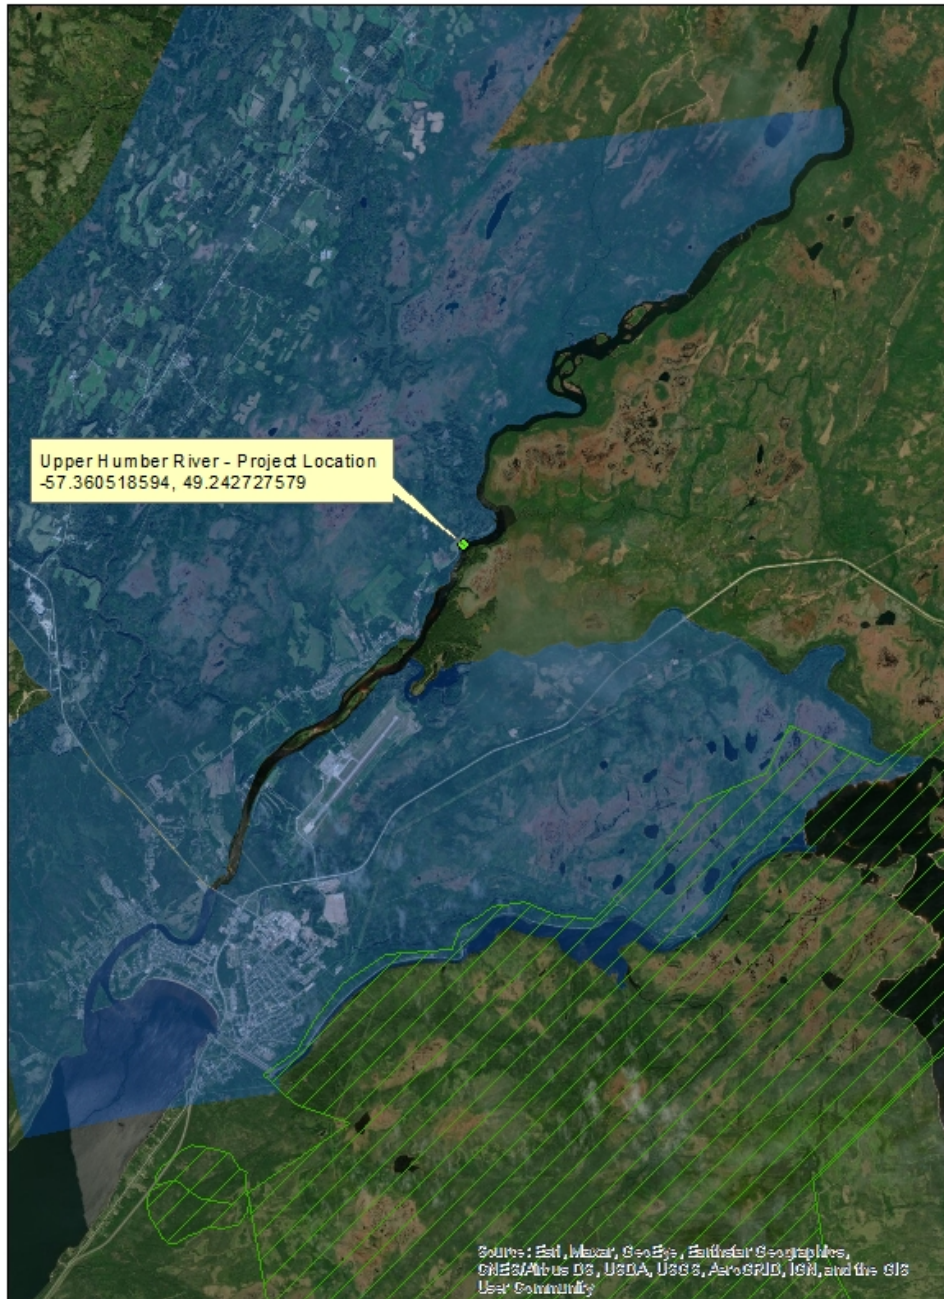 Upper Humber River - Project Location
-57.360518594, 49.242727579
Source: Esri, Maxar, GeoEye, Earthstar Geographics,
CNES/Airbus DS, USDA, USGS, AeroGRID, IGN, and the GIS
User Community